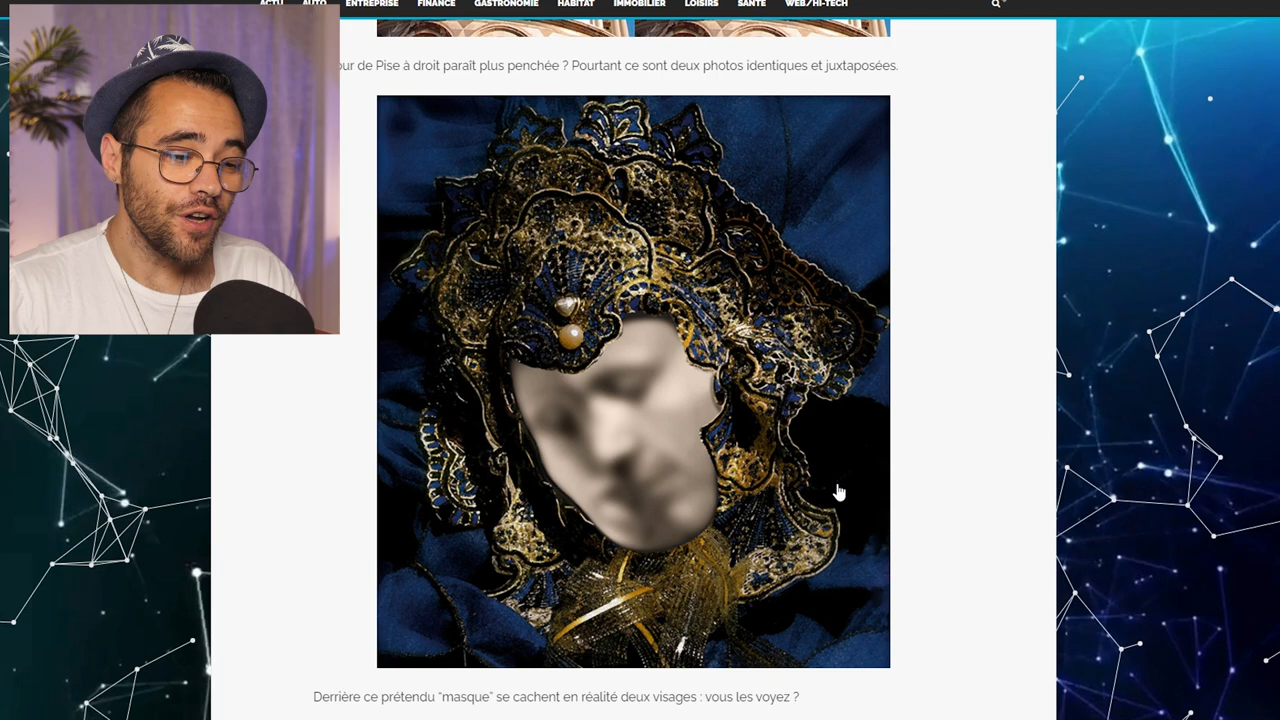 ACTU AUTO ENTREPRISE FINANCE GASTRONOMIE HABITAT IMMOBILIER LOISIRS SANTÉ WEB/HI-TECH
de Pise à droit paraît plus penchée ? Pourtant ce sont deux photos identiques et juxtaposées.
Derrière ce prétendu “masque” se cachent en réalité deux visages : vous les voyez ?